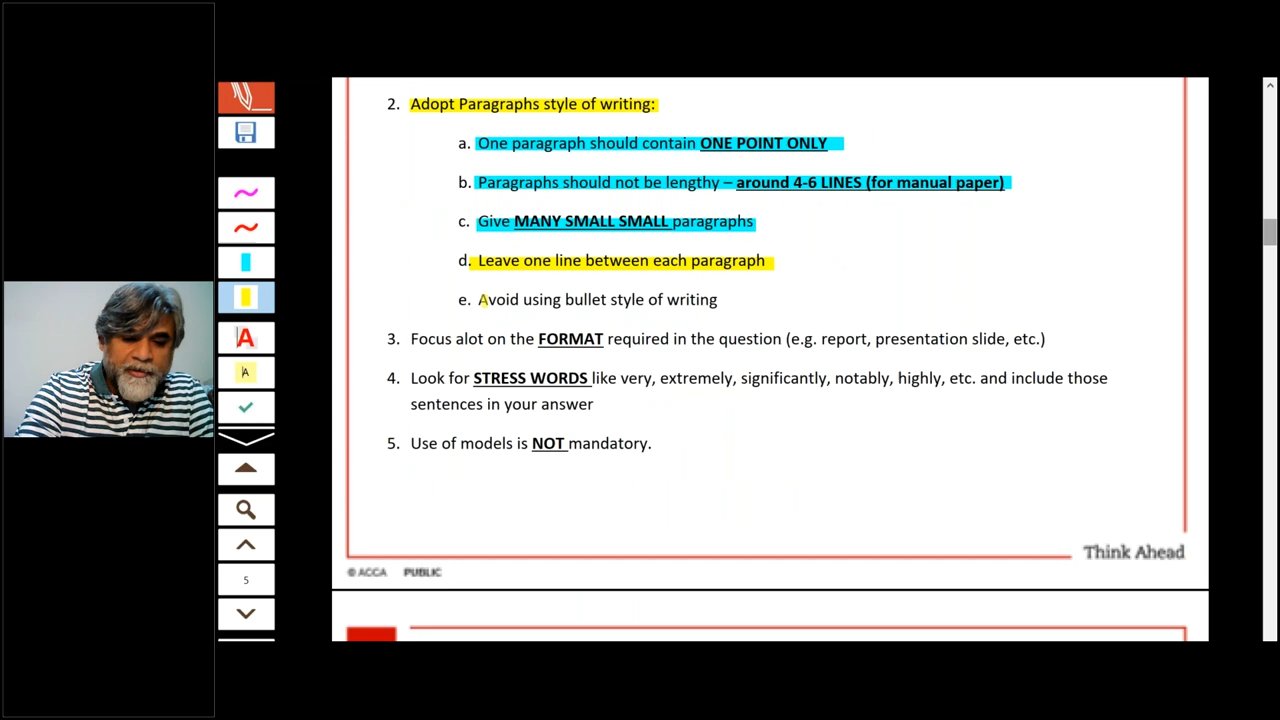 2. Adopt Paragraphs style of writing:
a. One paragraph should contain ONE POINT ONLY
b. Paragraphs should not be lengthy – around 4-6 LINES (for manual paper)
c. Give MANY SMALL SMALL paragraphs
d. Leave one line between each paragraph
e. Avoid using bullet style of writing
3. Focus alot on the FORMAT required in the question (e.g. report, presentation slide, etc.)
4. Look for STRESS WORDS like very, extremely, significantly, notably, highly, etc. and include those
sentences in your answer
5. Use of models is NOT mandatory.
Think Ahead
© ACCA PUBLIC
A
A
5